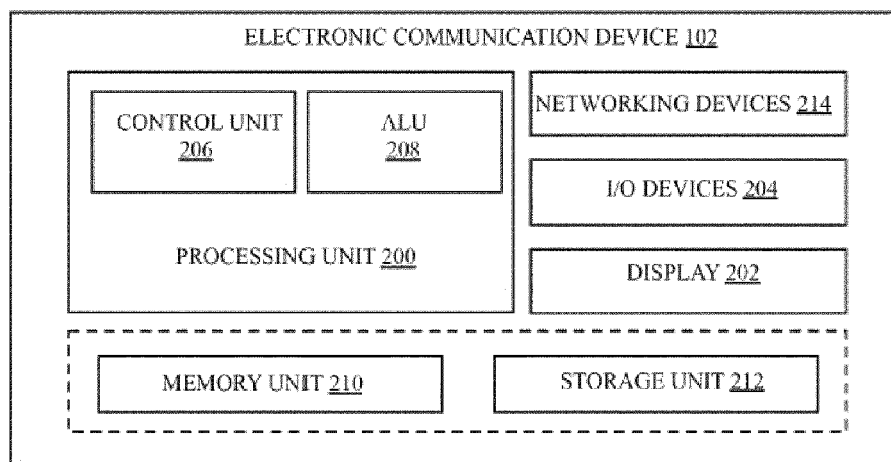 ELECTRONIC COMMUNICATION DEVICE 102
CONTROL UNIT
206
ALU
208
PROCESSING UNIT 200
NETWORKING DEVICES 214
I/O DEVICES 204
DISPLAY 202
MEMORY UNIT 210
STORAGE UNIT 212